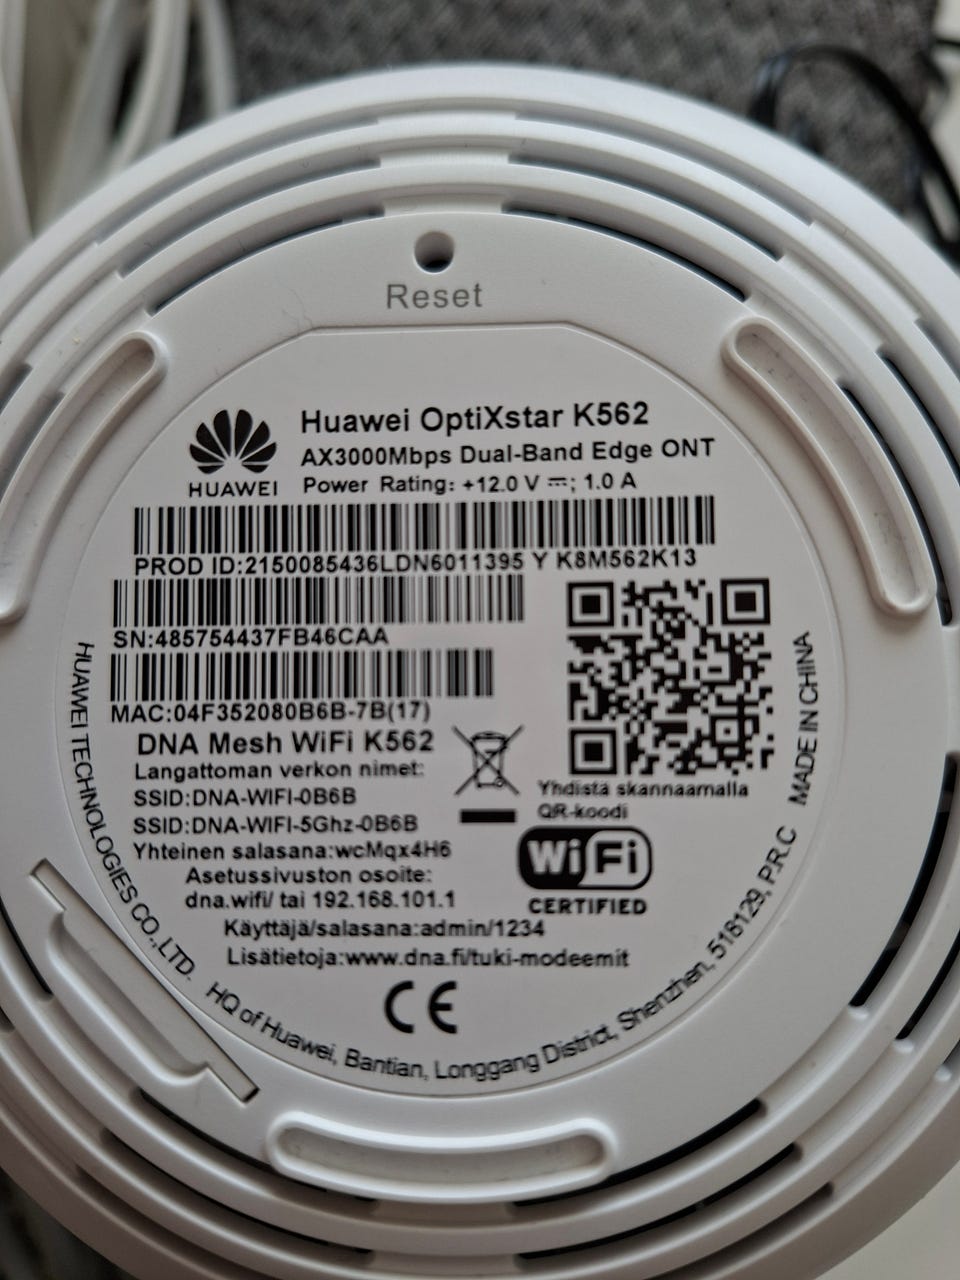 Reset
Huawei OptiXstar K562
AX3000Mbps Dual-Band Edge ONT
HUAWEI
Power Rating: +12.0 V ⎓; 1.0 A
PROD ID:2150085436LDN6011395 Y K8M562K13
SN:485754437FB46CAA
MAC:04F352080B6B-7B(17)
DNA Mesh WiFi K562
Langattoman verkon nimet:
SSID:DNA-WIFI-0B6B
SSID:DNA-WIFI-5Ghz-0B6B
Yhteinen salasana:wcMqx4H6
Asetussivuston osoite:
dna.wifi/ tai 192.168.101.1
Käyttäjä/salasana:admin/1234
Lisätietoja:www.dna.fi/tuki-modeemit
Yhdistä skannaamalla
QR-koodi
WiFi
CERTIFIED
CE
HUAWEI TECHNOLOGIES CO.,LTD.
HQ of Huawei, Bantian, Longgang District, Shenzhen, 518129, P.R.C
MADE IN CHINA